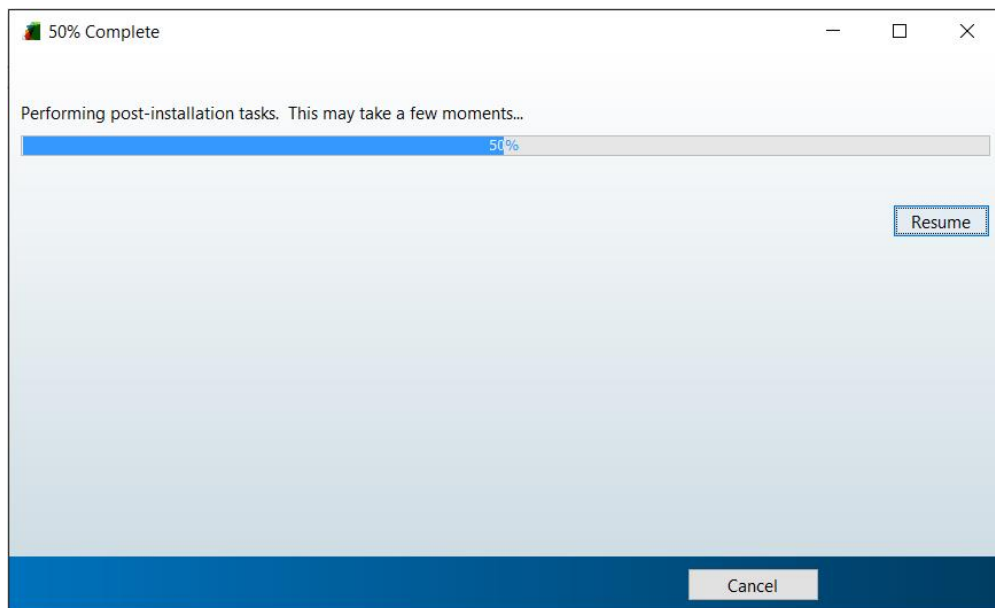 50% Complete
Performing post-installation tasks.  This may take a few moments...
50%
Resume
Cancel